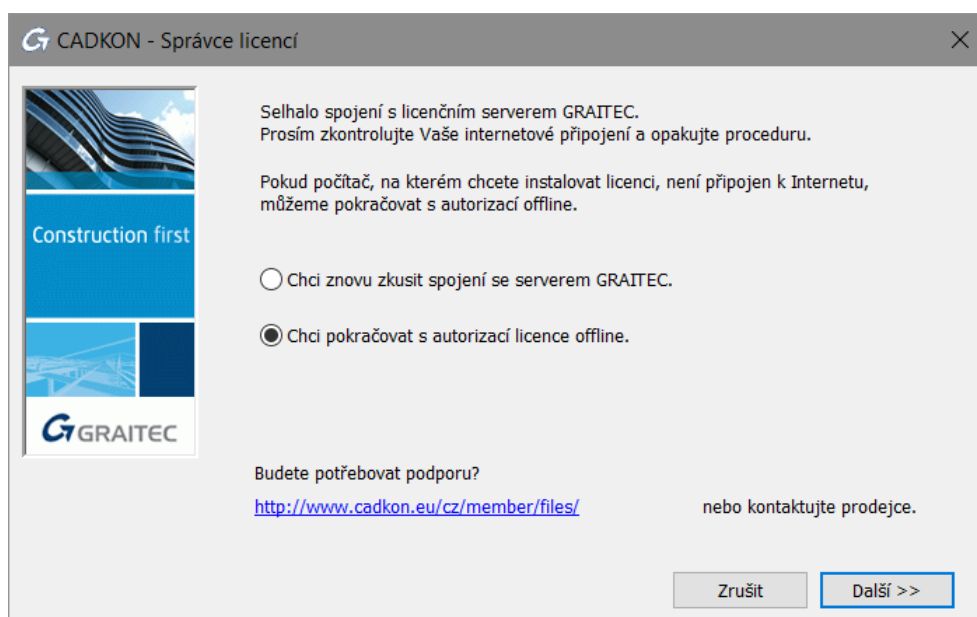 CADKON - Správce licencí
Selhalo spojení s licenčním serverem GRAITEC.
Prosím zkontrolujte Vaše internetové připojení a opakujte proceduru.
Pokud počítač, na kterém chcete instalovat licenci, není připojen k Internetu,
můžeme pokračovat s autorizací offline.
Construction first
Chci znovu zkusit spojení se serverem GRAITEC.
Chci pokračovat s autorizací licence offline.
GRAITEC
Budete potřebovat podporu?
http://www.cadkon.eu/cz/member/files/ nebo kontaktujte prodejce.
Zrušit Další >>